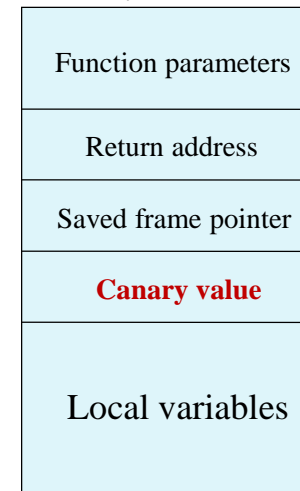 Function parameters
Return address
Saved frame pointer
Canary value
Local variables